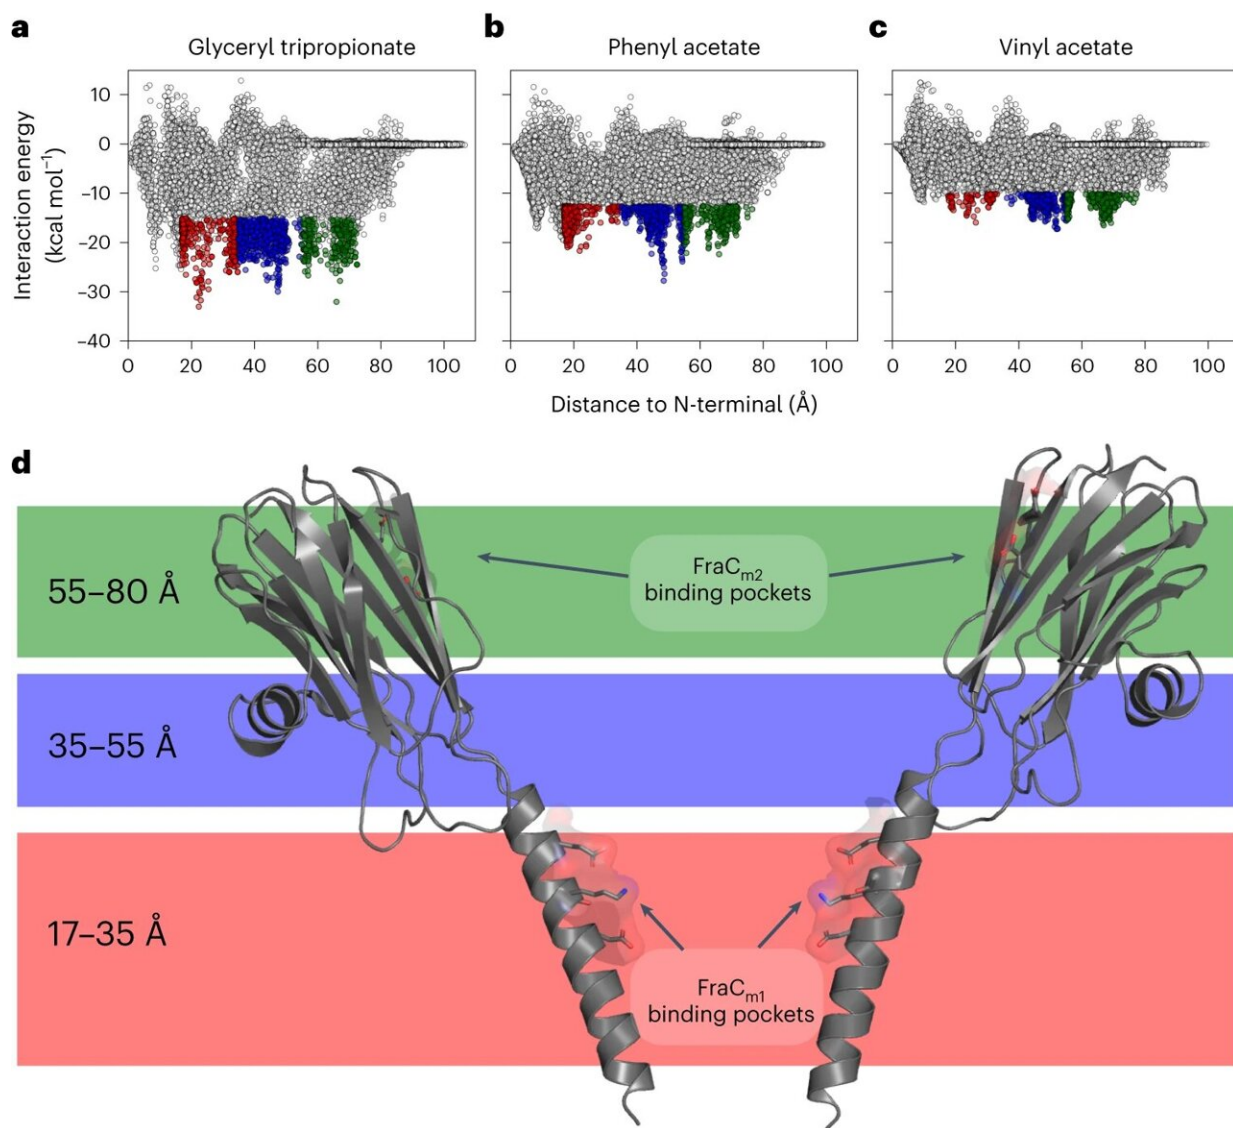 a
Glyceryl tripropionate
b
Phenyl acetate
c
Vinyl acetate
Interaction energy
(kcal mol⁻¹)
10
0
−10
−20
−30
−40
0 20 40 60 80 100
0 20 40 60 80 100
0 20 40 60 80 100
Distance to N-terminal (Å)
d
55–80 Å
FraCm2
binding pockets
35–55 Å
17–35 Å
FraCm1
binding pockets